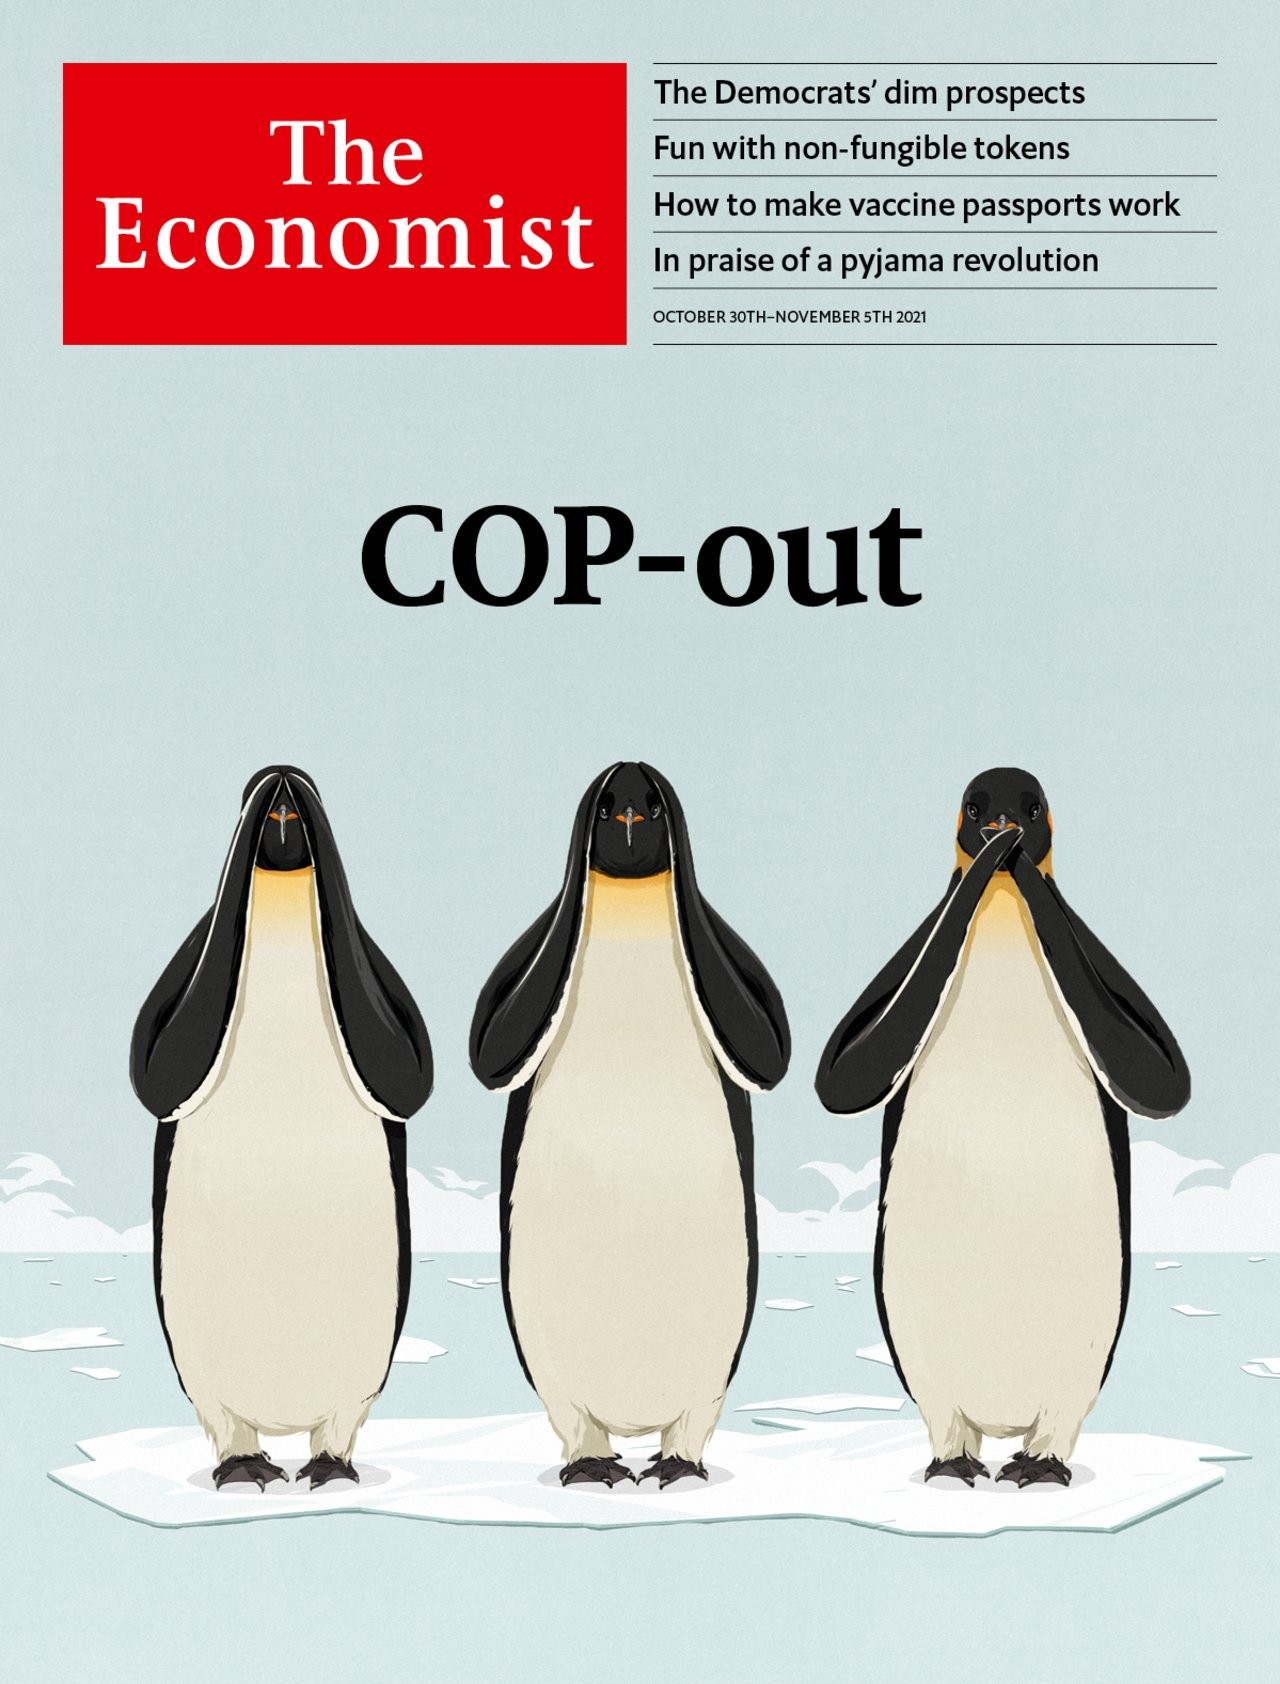 The
Economist
The Democrats’ dim prospects
Fun with non-fungible tokens
How to make vaccine passports work
In praise of a pyjama revolution
OCTOBER 30TH–NOVEMBER 5TH 2021
COP-out